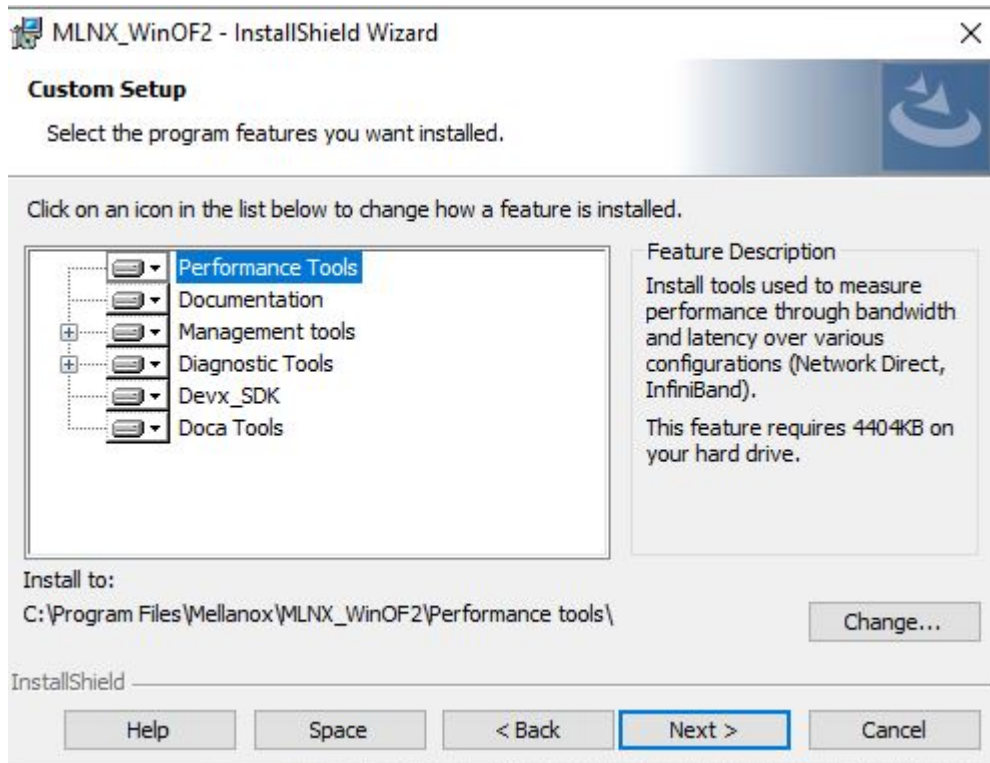 MLNX_WinOF2 - InstallShield Wizard
Custom Setup
Select the program features you want installed.
Click on an icon in the list below to change how a feature is installed.
Performance Tools
Documentation
Management tools
Diagnostic Tools
Devx_SDK
Doca Tools
Feature Description
Install tools used to measure
performance through bandwidth
and latency over various
configurations (Network Direct,
InfiniBand).
This feature requires 4404KB on
your hard drive.
Install to:
C:\Program Files\Mellanox\MLNX_WinOF2\Performance tools\
Change...
InstallShield
Help
Space
< Back
Next >
Cancel